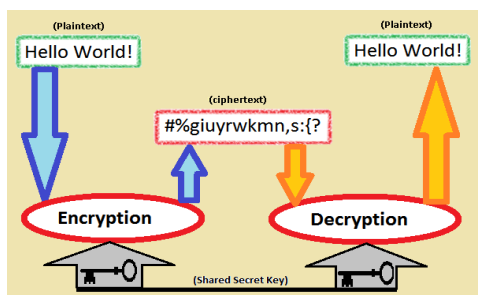 (Plaintext)
Hello World!
(Plaintext)
Hello World!
(ciphertext)
#%giuyrwkmn,s:{?
Encryption
Decryption
(Shared Secret Key)